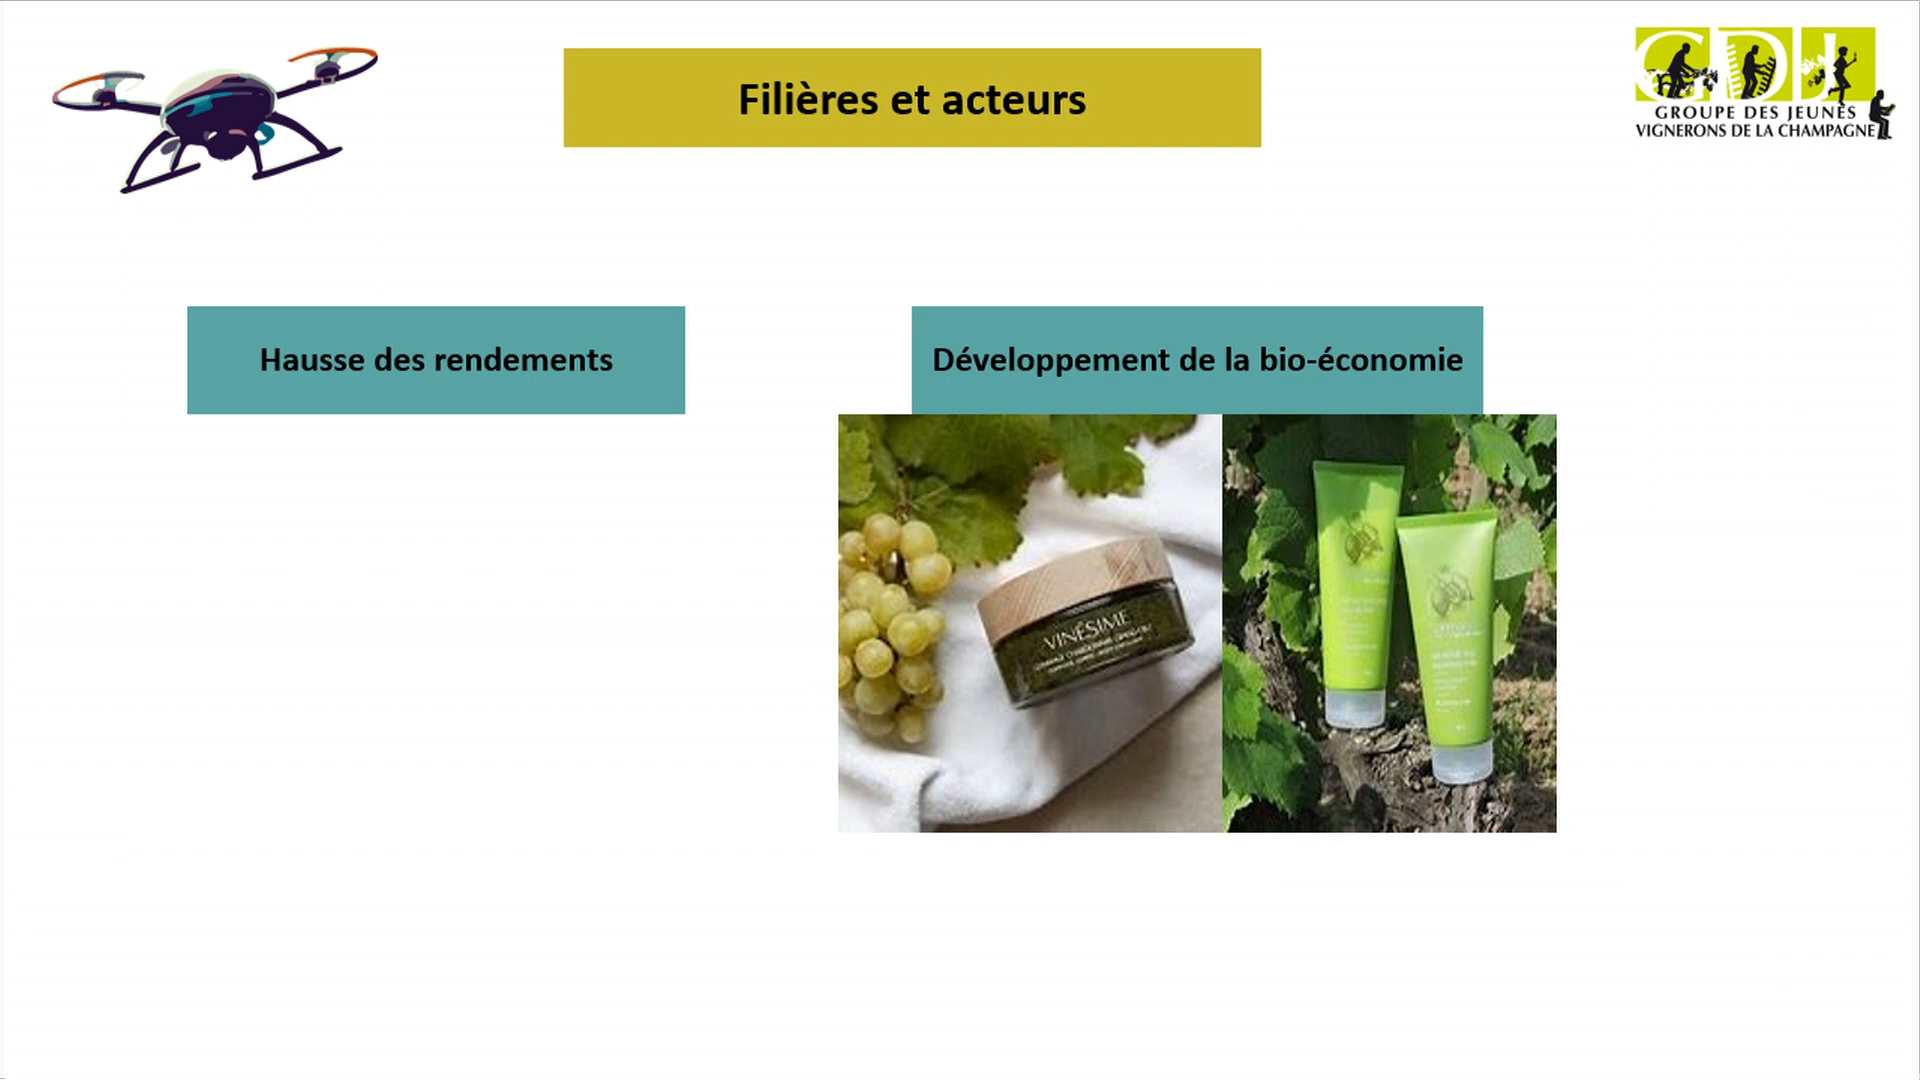 Filières et acteurs
GDJ
GROUPE DES JEUNES
VIGNERONS DE LA CHAMPAGNE
Hausse des rendements
Développement de la bio-économie
VINÉSIME